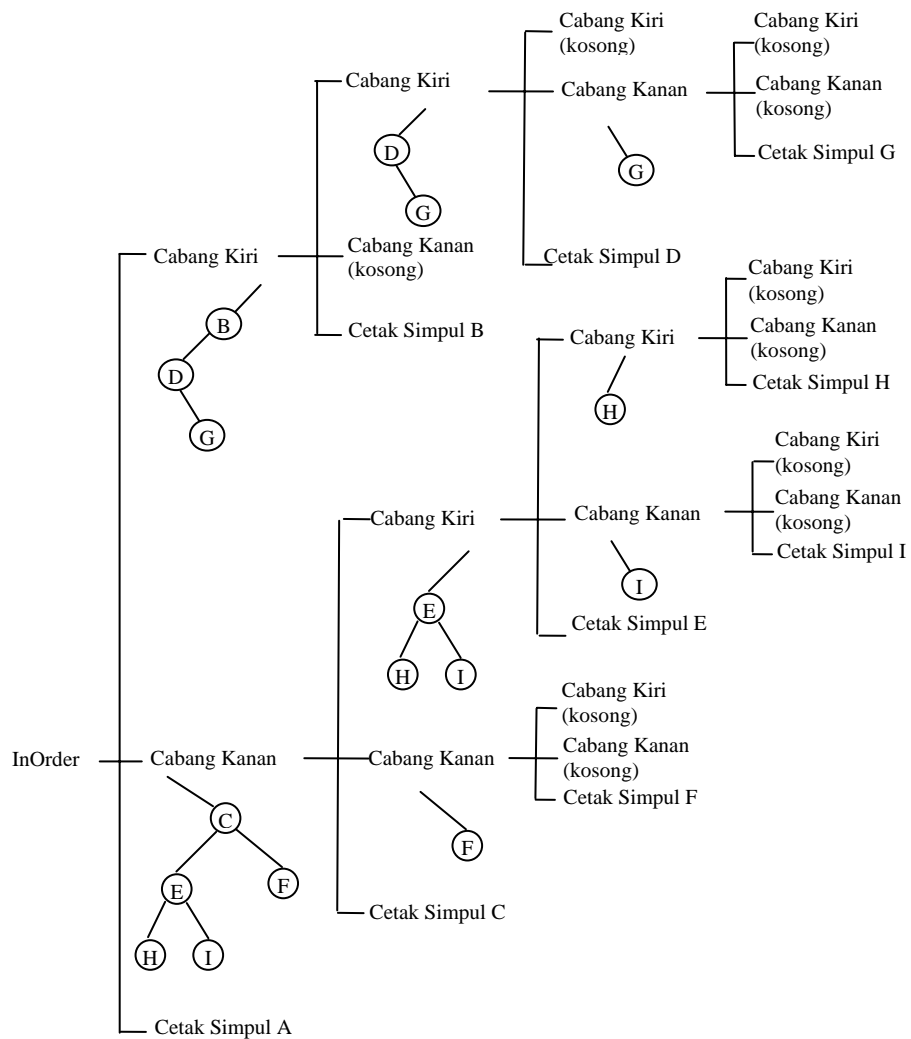 Cabang Kiri
(kosong)
Cabang Kiri
(kosong)
Cabang Kiri
Cabang Kanan
Cabang Kanan
(kosong)
D
G
G
Cetak Simpul G
Cabang Kiri
Cabang Kanan
(kosong)
Cetak Simpul D
B
D
G
Cetak Simpul B
Cabang Kiri
H
Cabang Kiri
(kosong)
Cabang Kanan
(kosong)
Cetak Simpul H
Cabang Kiri
E
H
I
Cabang Kanan
I
Cabang Kiri
(kosong)
Cabang Kanan
(kosong)
Cetak Simpul I
Cetak Simpul E
InOrder
Cabang Kanan
C
E
F
H
I
Cabang Kanan
F
Cabang Kiri
(kosong)
Cabang Kanan
(kosong)
Cetak Simpul F
Cetak Simpul C
Cetak Simpul A